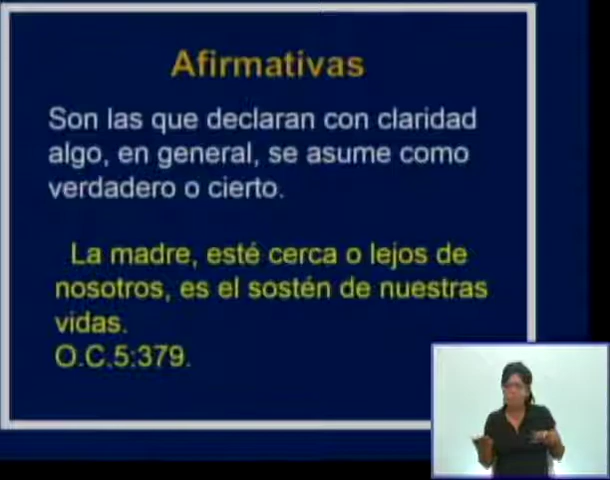 Afirmativas
Son las que declaran con claridad
algo, en general, se asume como
verdadero o cierto.
La madre, esté cerca o lejos de
nosotros, es el sostén de nuestras
vidas.
O.C.5:379.